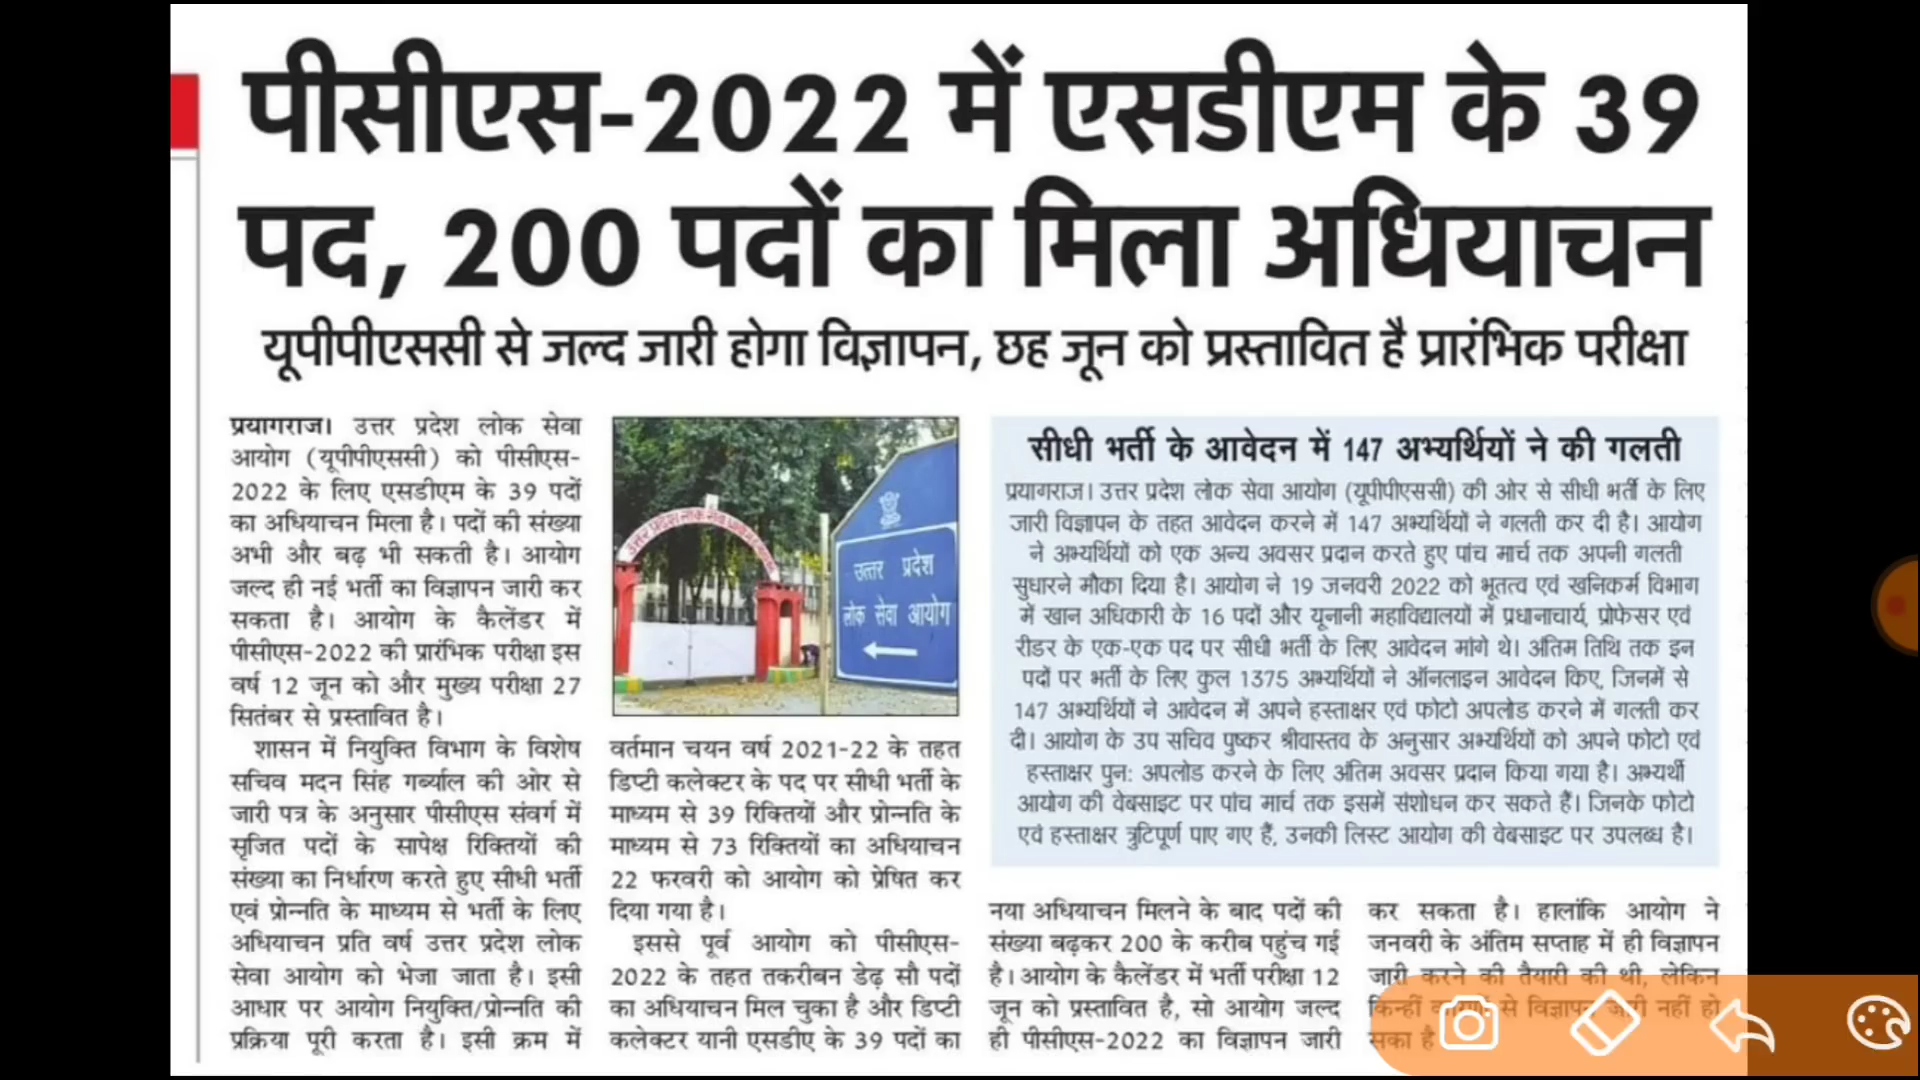 पीसीएस-2022 में एसडीएम के 39
पद, 200 पदों का मिला अधियाचन
यूपीपीएससी से जल्द जारी होगा विज्ञापन, छह जून को प्रस्तावित है प्रारंभिक परीक्षा
प्रयागराज। उत्तर प्रदेश लोक सेवा
आयोग (यूपीपीएससी) को पीसीएस-
2022 के लिए एसडीएम के 39 पदों
का अधियाचन मिला है। पदों की संख्या
अभी और बढ़ भी सकती है। आयोग
जल्द ही नई भर्ती का विज्ञापन जारी कर
सकता है। आयोग के कैलेंडर में
पीसीएस-2022 की प्रारंभिक परीक्षा इस
वर्ष 12 जून को और मुख्य परीक्षा 27
सितंबर से प्रस्तावित है।
शासन में नियुक्ति विभाग के विशेष
सचिव मदन सिंह गर्ब्याल की ओर से
जारी पत्र के अनुसार पीसीएस संवर्ग में
सृजित पदों के सापेक्ष रिक्तियों की
संख्या का निर्धारण करते हुए सीधी भर्ती
एवं प्रोन्नति के माध्यम से भर्ती के लिए
अधियाचन प्रति वर्ष उत्तर प्रदेश लोक
सेवा आयोग को भेजा जाता है। इसी
आधार पर आयोग नियुक्ति/प्रोन्नति की
प्रक्रिया पूरी करता है। इसी क्रम में
उत्तर प्रदेश लोक सेवा आयोग
उत्तर प्रदेश
लोक सेवा आयोग
वर्तमान चयन वर्ष 2021-22 के तहत
डिप्टी कलेक्टर के पद पर सीधी भर्ती के
माध्यम से 39 रिक्तियों और प्रोन्नति के
माध्यम से 73 रिक्तियों का अधियाचन
22 फरवरी को आयोग को प्रेषित कर
दिया गया है।
इससे पूर्व आयोग को पीसीएस-
2022 के तहत तकरीबन डेढ़ सौ पदों
का अधियाचन मिल चुका है और डिप्टी
कलेक्टर यानी एसडीए के 39 पदों का
सीधी भर्ती के आवेदन में 147 अभ्यर्थियों ने की गलती
प्रयागराज। उत्तर प्रदेश लोक सेवा आयोग (यूपीपीएससी) की ओर से सीधी भर्ती के लिए
जारी विज्ञापन के तहत आवेदन करने में 147 अभ्यर्थियों ने गलती कर दी है। आयोग
ने अभ्यर्थियों को एक अन्य अवसर प्रदान करते हुए पांच मार्च तक अपनी गलती
सुधारने मौका दिया है। आयोग ने 19 जनवरी 2022 को भूतत्व एवं खनिकर्म विभाग
में खान अधिकारी के 16 पदों और यूनानी महाविद्यालयों में प्रधानाचार्य, प्रोफेसर एवं
रीडर के एक-एक पद पर सीधी भर्ती के लिए आवेदन मांगे थे। अंतिम तिथि तक इन
पदों पर भर्ती के लिए कुल 1375 अभ्यर्थियों ने ऑनलाइन आवेदन किए, जिनमें से
147 अभ्यर्थियों ने आवेदन में अपने हस्ताक्षर एवं फोटो अपलोड करने में गलती कर
दी। आयोग के उप सचिव पुष्कर श्रीवास्तव के अनुसार अभ्यर्थियों को अपने फोटो एवं
हस्ताक्षर पुन: अपलोड करने के लिए अंतिम अवसर प्रदान किया गया है। अभ्यर्थी
आयोग की वेबसाइट पर पांच मार्च तक इसमें संशोधन कर सकते हैं। जिनके फोटो
एवं हस्ताक्षर त्रुटिपूर्ण पाए गए हैं, उनकी लिस्ट आयोग की वेबसाइट पर उपलब्ध है।
नया अधियाचन मिलने के बाद पदों की
संख्या बढ़कर 200 के करीब पहुंच गई
है। आयोग के कैलेंडर में भर्ती परीक्षा 12
जून को प्रस्तावित है, सो आयोग जल्द
ही पीसीएस-2022 का विज्ञापन जारी
कर सकता है। हालांकि आयोग ने
जनवरी के अंतिम सप्ताह में ही विज्ञापन
जारी करने की तैयारी की थी, लेकिन
किन्हीं से विज्ञापन जारी नहीं हो
सका है